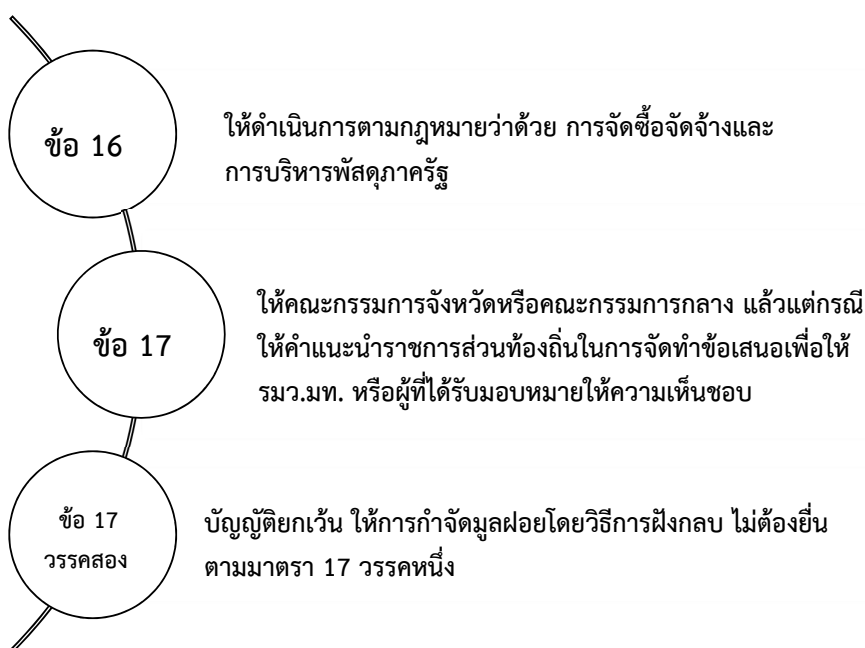 ข้อ 16
ให้ดำเนินการตามกฎหมายว่าด้วย การจัดซื้อจัดจ้างและ
การบริหารพัสดุภาครัฐ
ข้อ 17
ให้คณะกรรมการจังหวัดหรือคณะกรรมการกลาง แล้วแต่กรณี
ให้คำแนะนำราชการส่วนท้องถิ่นในการจัดทำข้อเสนอเพื่อให้
รมว.มท. หรือผู้ที่ได้รับมอบหมายให้ความเห็นชอบ
ข้อ 17
วรรคสอง
บัญญัติยกเว้น ให้การกำจัดมูลฝอยโดยวิธีการฝังกลบ ไม่ต้องยื่น
ตามมาตรา 17 วรรคหนึ่ง